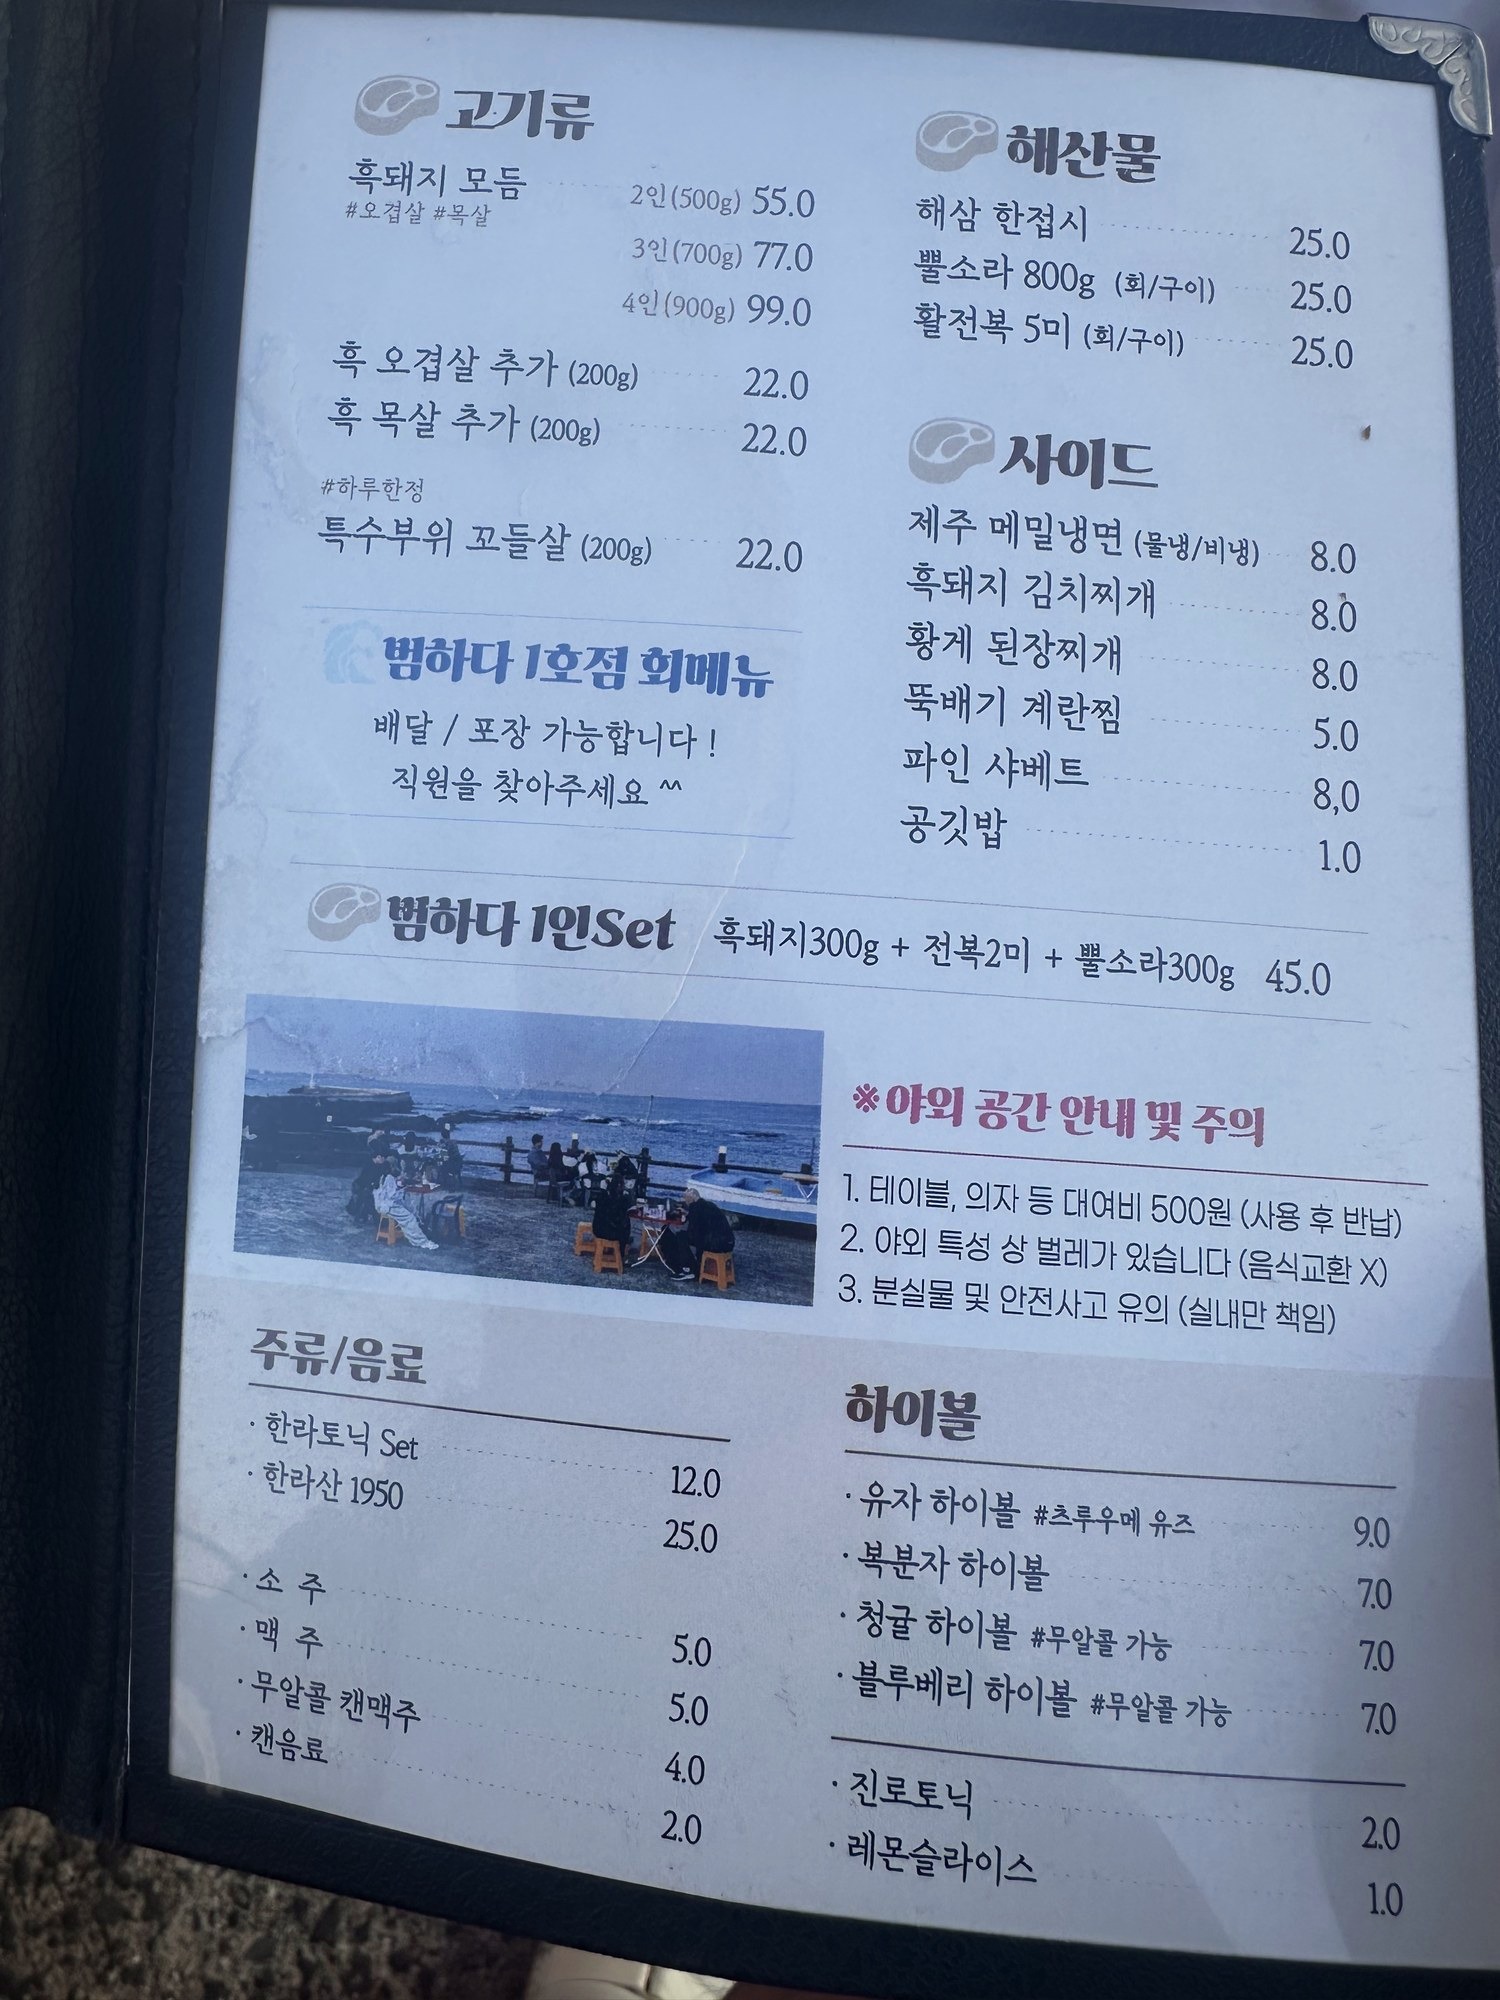 고기류
흑돼지 모듬 2인(500g) 55.0
#오겹살 #목살
3인(700g) 77.0
4인(900g) 99.0
흑 오겹살 추가 (200g) 22.0
흑 목살 추가 (200g) 22.0
#하루한정
특수부위 꼬들살 (200g) 22.0
범하다 1호점 회메뉴
배달 / 포장 가능합니다 !
직원을 찾아주세요 ^^
해산물
해삼 한접시 25.0
뿔소라 800g (회/구이) 25.0
활전복 5미 (회/구이) 25.0
사이드
제주 메밀냉면 (물냉/비냉) 8.0
흑돼지 김치찌개 8.0
황게 된장찌개 8.0
뚝배기 계란찜 5.0
파인 샤베트 8,0
공깃밥 1.0
범하다 1인Set 흑돼지300g + 전복2미 + 뿔소라300g 45.0
※야외 공간 안내 및 주의
1. 테이블, 의자 등 대여비 500원 (사용 후 반납)
2. 야외 특성 상 벌레가 있습니다 (음식교환 X)
3. 분실물 및 안전사고 유의 (실내만 책임)
주류/음료
· 한라토닉 Set 12.0
· 한라산 1950 25.0
· 소 주 5.0
· 맥 주 5.0
· 무알콜 캔맥주 4.0
· 캔음료 2.0
하이볼
· 유자 하이볼 #츠루우메 유즈 9.0
· 복분자 하이볼 7.0
· 청귤 하이볼 #무알콜 가능 7.0
· 블루베리 하이볼 #무알콜 가능 7.0
· 진로토닉 2.0
· 레몬슬라이스 1.0